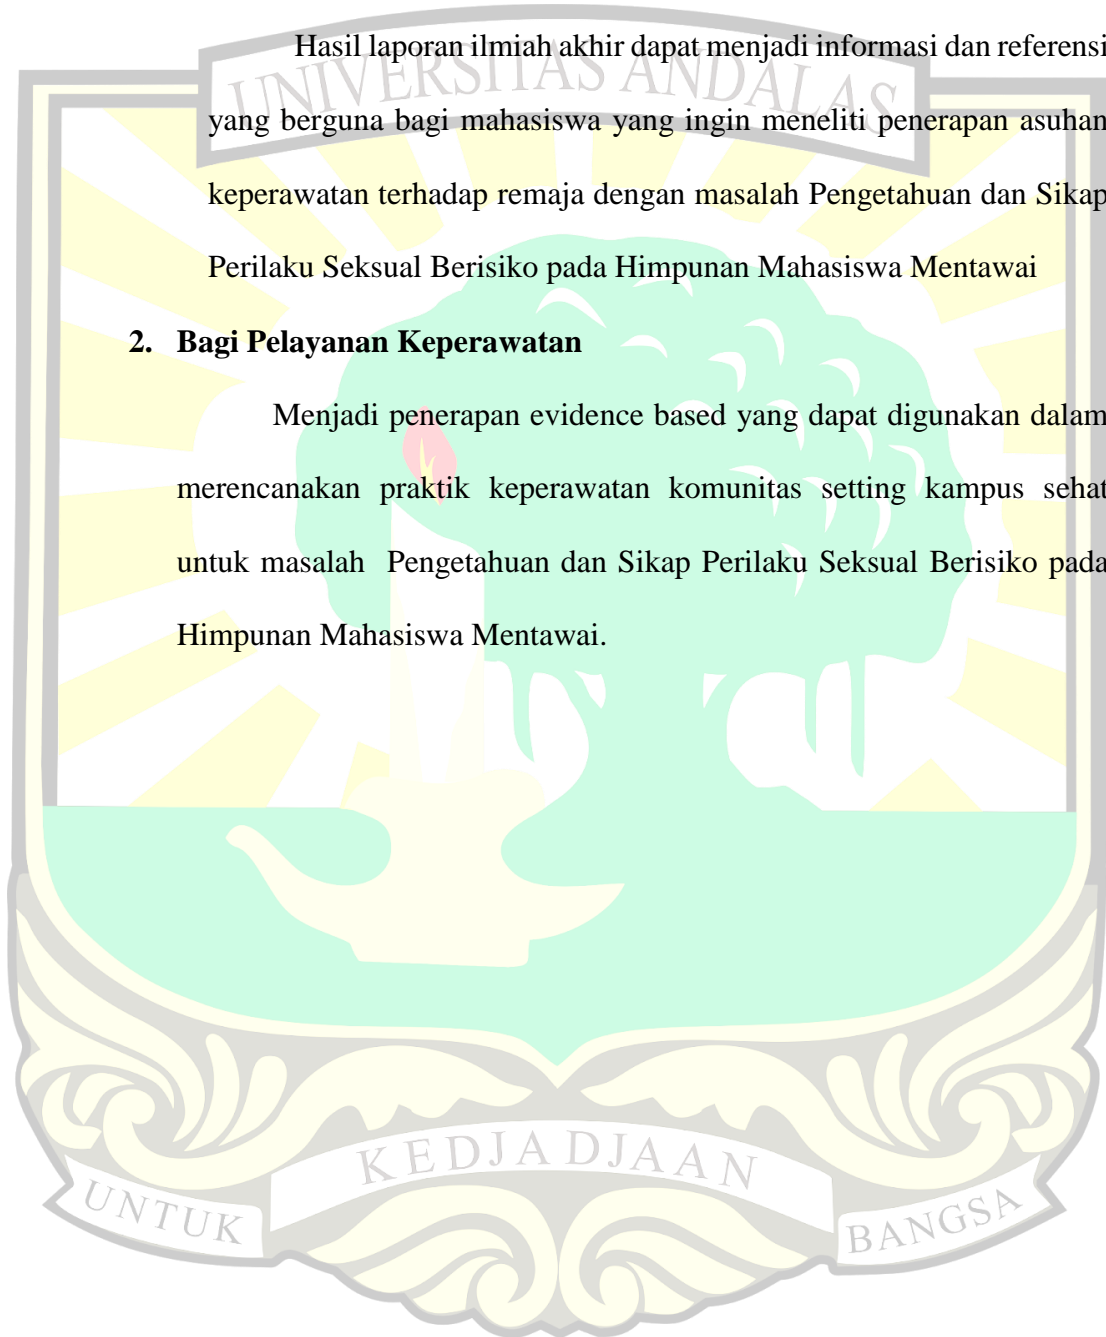 Hasil laporan ilmiah akhir dapat menjadi informasi dan referensi
UNIVERSITAS ANDALAS
yang berguna bagi mahasiswa yang ingin meneliti penerapan asuhan
keperawatan terhadap remaja dengan masalah Pengetahuan dan Sikap
Perilaku Seksual Berisiko pada Himpunan Mahasiswa Mentawai
2. Bagi Pelayanan Keperawatan
Menjadi penerapan evidence based yang dapat digunakan dalam
merencanakan praktik keperawatan komunitas setting kampus sehat
untuk masalah Pengetahuan dan Sikap Perilaku Seksual Berisiko pada
Himpunan Mahasiswa Mentawai.
UNTUK KEDJADJAAN BANGSA